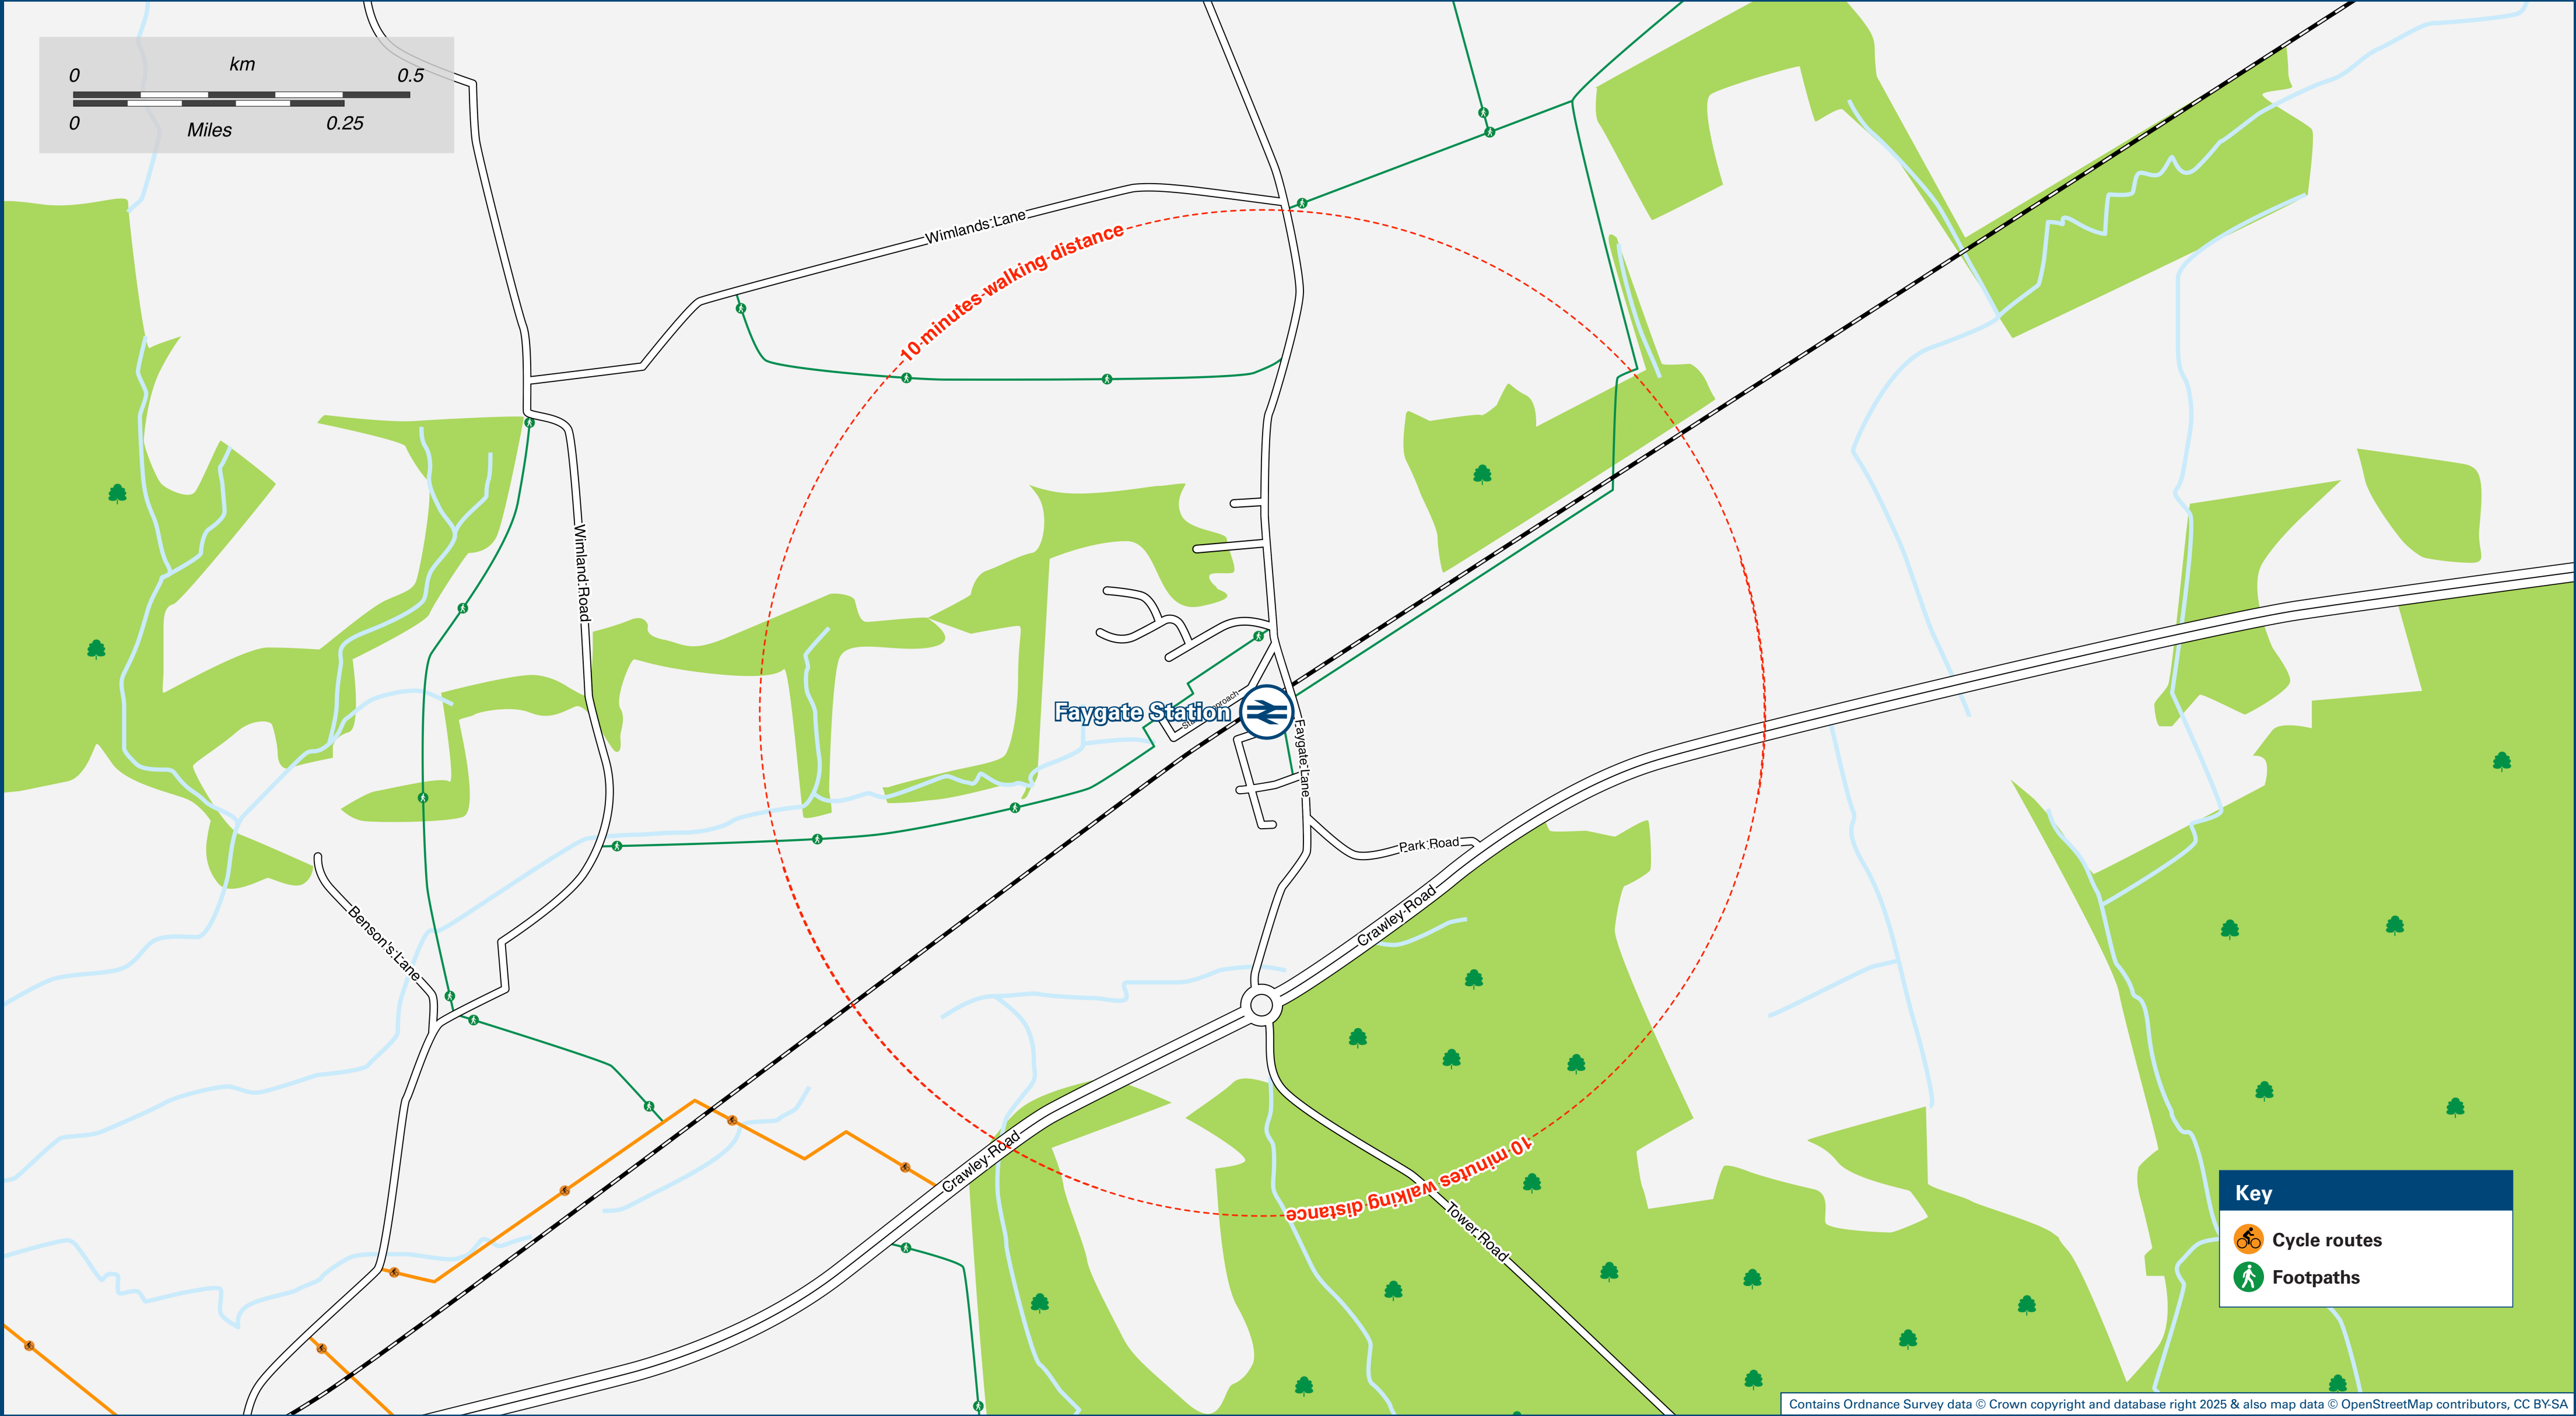 km
0 0.5
0 0.25
Miles
Wimlands Lane
10 minutes walking distance
Wimland Road
Station Approach
Faygate Station
Faygate Lane
Park Road
Crawley Road
Benson's Lane
Crawley Road
10 minutes walking distance
Tower Road
Key
Cycle routes
Footpaths
Contains Ordnance Survey data © Crown copyright and database right 2025 & also map data © OpenStreetMap contributors, CC BY-SA